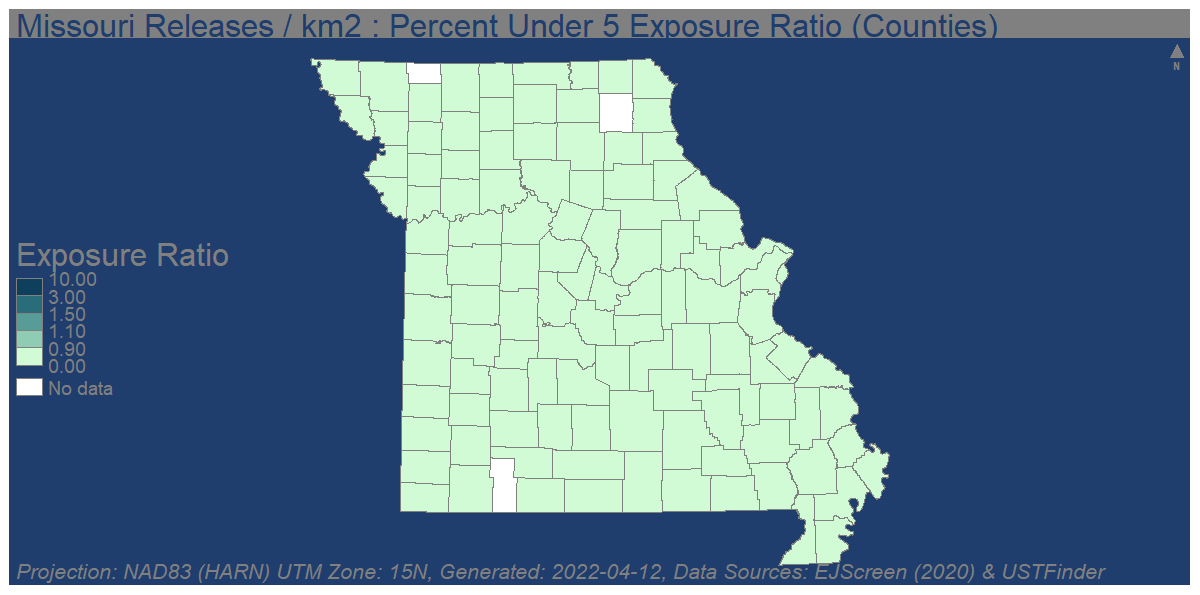 Missouri Releases / km2 : Percent Under 5 Exposure Ratio (Counties)
N
Exposure Ratio
10.00
3.00
1.50
1.10
0.90
0.00
No data
Projection: NAD83 (HARN) UTM Zone: 15N, Generated: 2022-04-12, Data Sources: EJScreen (2020) & USTFinder